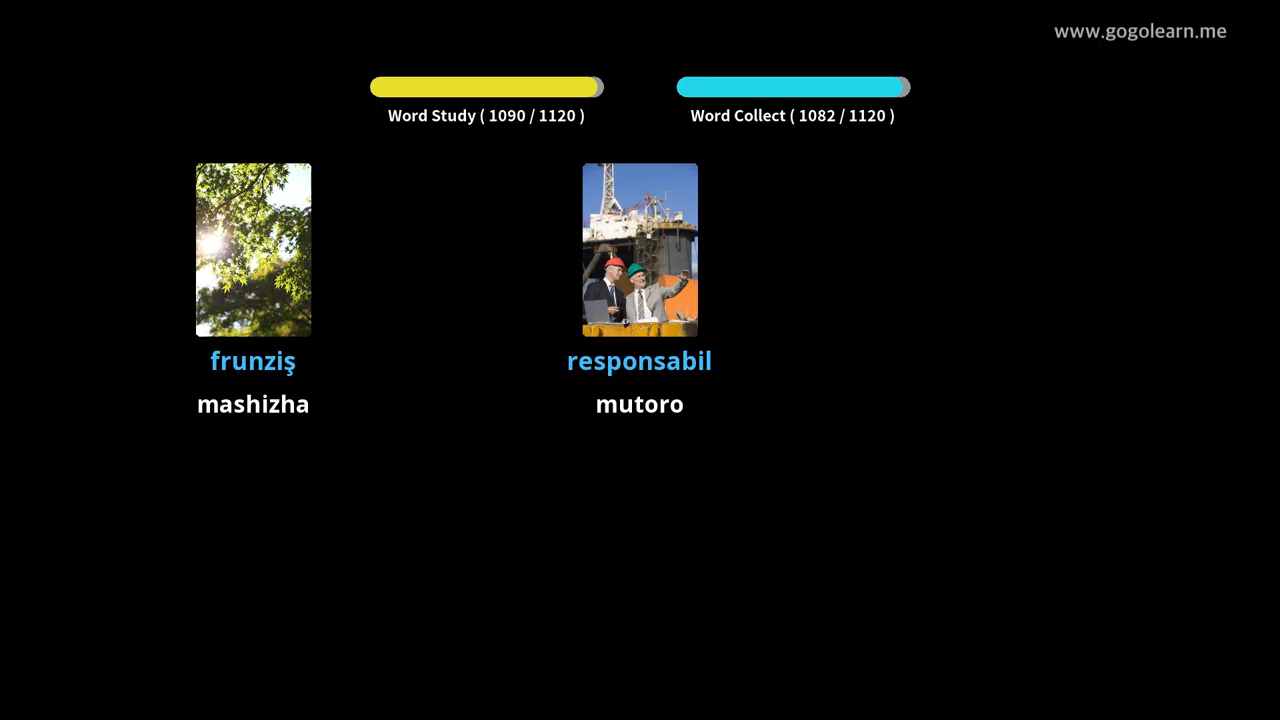 www.gogolearn.me
Word Study ( 1090 / 1120 )
Word Collect ( 1082 / 1120 )
frunziş
responsabil
mashizha
mutoro